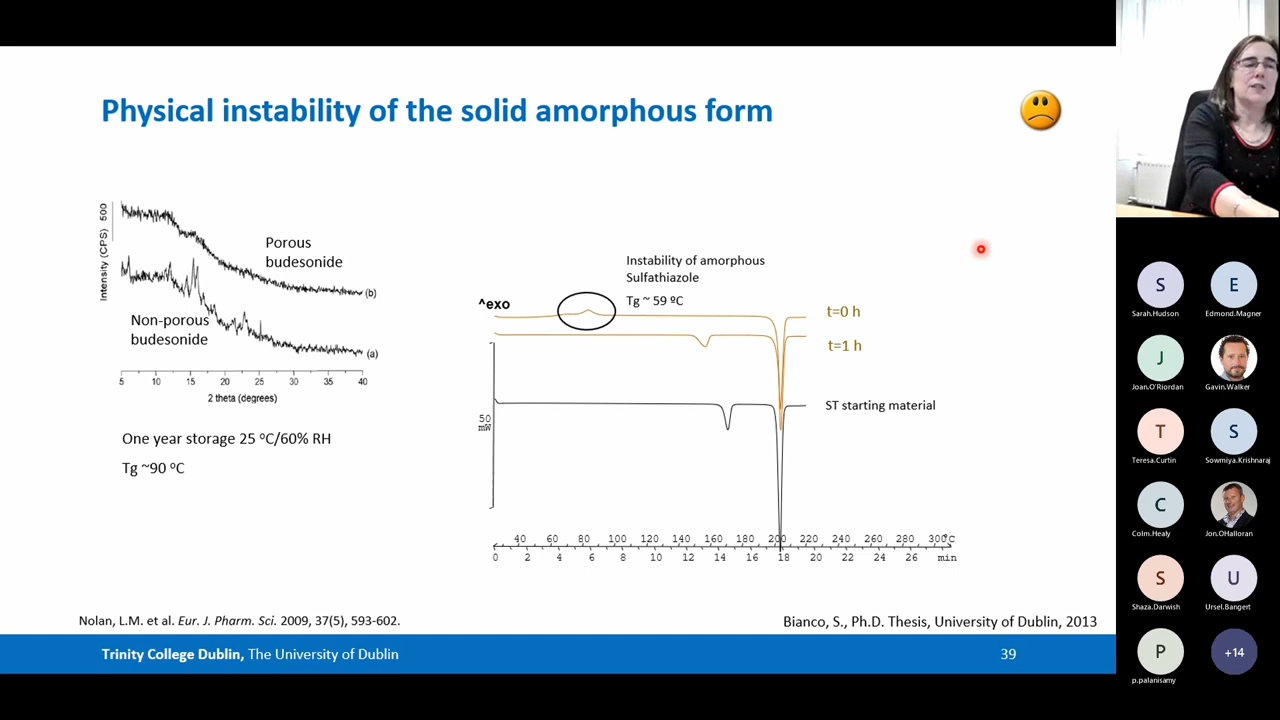 Physical instability of the solid amorphous form
Intensity (CPS) 500
Porous
budesonide
(b)
Non-porous
budesonide
(a)
5 10 15 20 25 30 35 40
2 theta (degrees)
One year storage 25 ºC/60% RH
Tg ~90 ºC
Instability of amorphous
Sulfathiazole
Tg ~ 59 ºC
^exo
t=0 h
t=1 h
ST starting material
50
mW
40 60 80 100 120 140 160 180 200 220 240 260 280 300 °C
0 2 4 6 8 10 12 14 16 18 20 22 24 26 min
Nolan, L.M. et al. Eur. J. Pharm. Sci. 2009, 37(5), 593-602.
Bianco, S., Ph.D. Thesis, University of Dublin, 2013
Trinity College Dublin, The University of Dublin
39
S E
Sarah.Hudson Edmond.Magner
J
Joan.O'Riordan Gavin.Walker
T S
Teresa.Curtin Sowmiya.Krishnaraj
C
Colm.Healy Jon.OHalloran
S U
Shaza.Darwish Ursel.Bangert
P +14
p.palanisamy